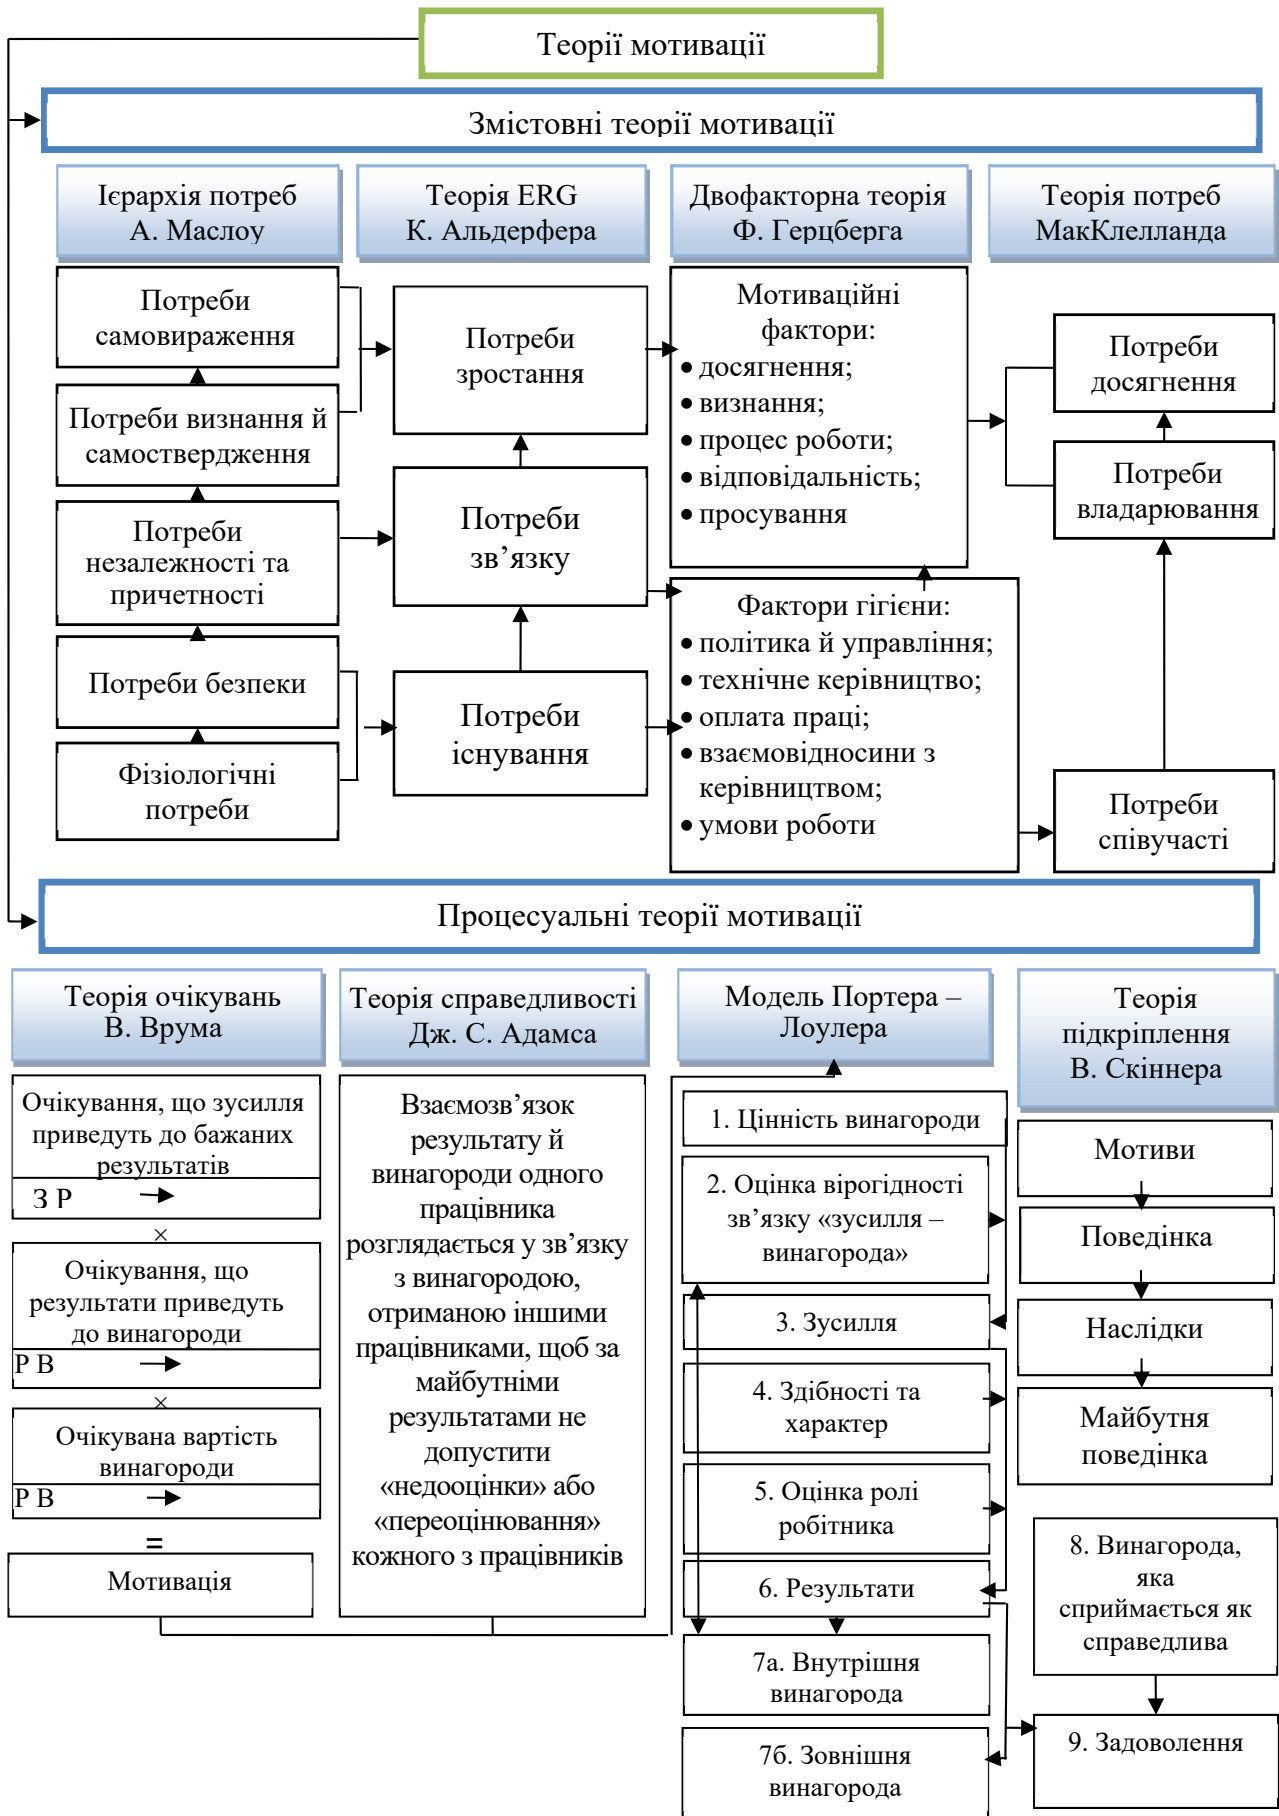 Теорії мотивації
Змістовні теорії мотивації
Ієрархія потреб
А. Маслоу
Теорія ERG
К. Альдерфера
Двофакторна теорія
Ф. Герцберга
Теорія потреб
МакКлелланда
Потреби
самовираження
Потреби визнання й
самоствердження
Потреби
незалежності та
причетності
Потреби безпеки
Фізіологічні
потреби
Потреби
зростання
Потреби
зв’язку
Потреби
існування
Мотиваційні
фактори:
• досягнення;
• визнання;
• процес роботи;
• відповідальність;
• просування
Фактори гігієни:
• політика й управління;
• технічне керівництво;
• оплата праці;
• взаємовідносини з
керівництвом;
• умови роботи
Потреби
досягнення
Потреби
владарювання
Потреби
співучасті
Процесуальні теорії мотивації
Теорія очікувань
В. Врума
Теорія справедливості
Дж. С. Адамса
Модель Портера –
Лоулера
Теорія
підкріплення
В. Скіннера
Очікування, що зусилля
приведуть до бажаних
результатів
З Р
×
Очікування, що
результати приведуть
до винагороди
Р В
×
Очікувана вартість
винагороди
Р В
=
Мотивація
Взаємозв’язок
результату й
винагороди одного
працівника
розглядається у зв’язку
з винагородою,
отриманою іншими
працівниками, щоб за
майбутніми
результатами не
допустити
«недооцінки» або
«переоцінювання»
кожного з працівників
1. Цінність винагороди
2. Оцінка вірогідності
зв’язку «зусилля –
винагорода»
3. Зусилля
4. Здібності та
характер
5. Оцінка ролі
робітника
6. Результати
7а. Внутрішня
винагорода
7б. Зовнішня
винагорода
Мотиви
Поведінка
Наслідки
Майбутня
поведінка
8. Винагорода,
яка
сприймається як
справедлива
9. Задоволення